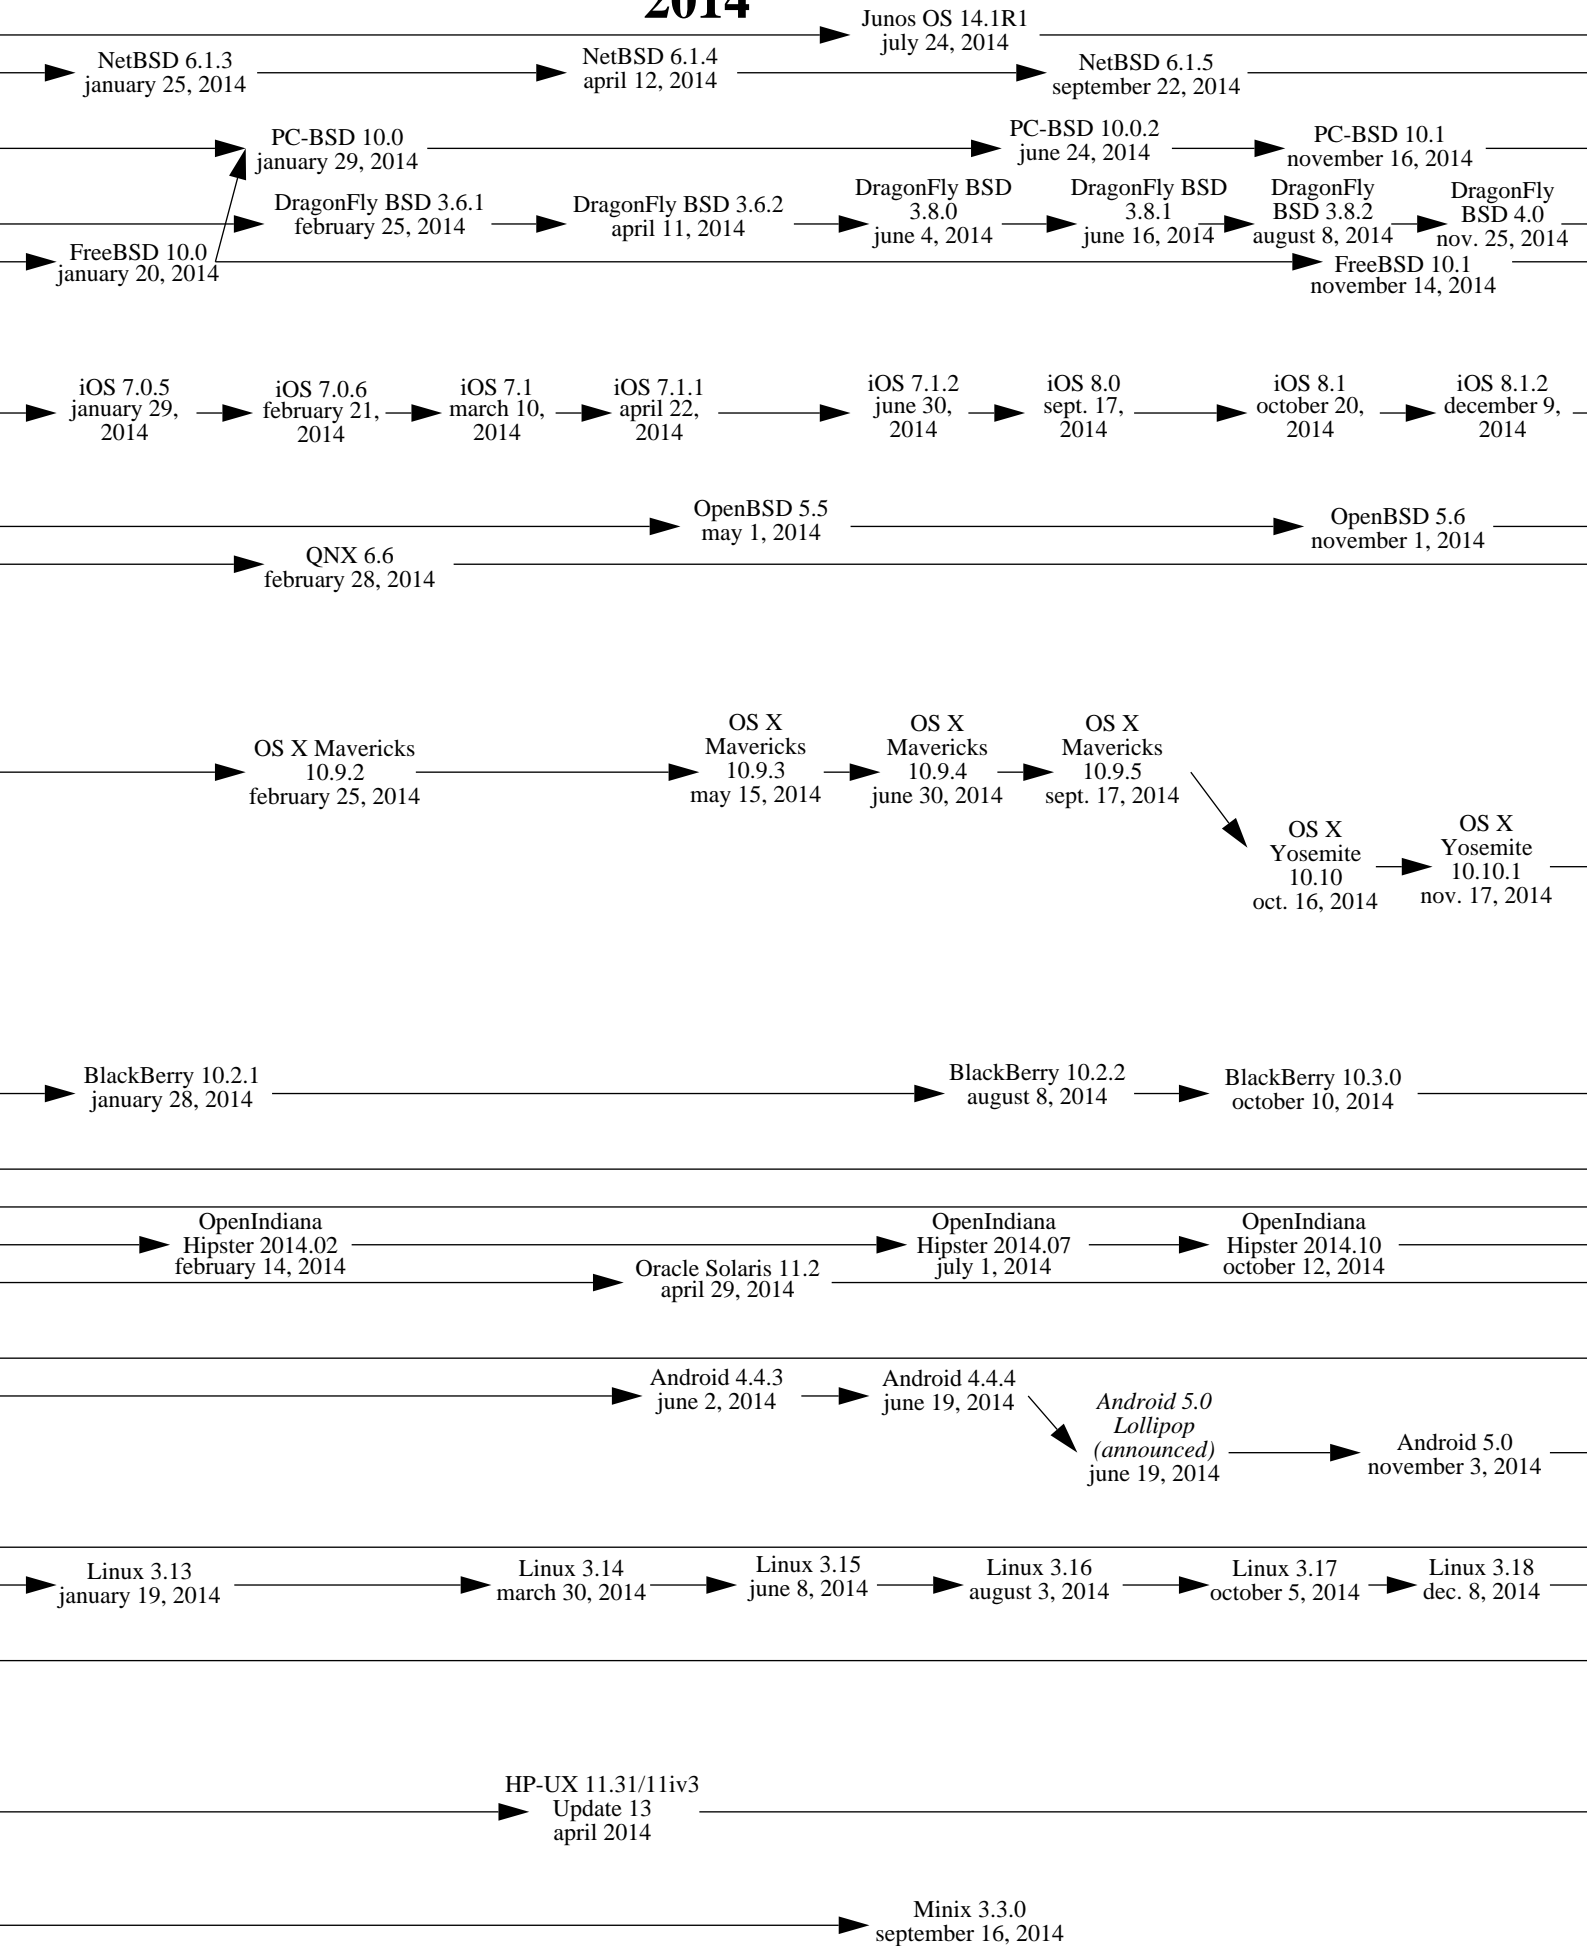 2014
Junos OS 14.1R1
july 24, 2014
NetBSD 6.1.3
january 25, 2014
NetBSD 6.1.4
april 12, 2014
NetBSD 6.1.5
september 22, 2014
PC-BSD 10.0
january 29, 2014
PC-BSD 10.0.2
june 24, 2014
PC-BSD 10.1
november 16, 2014
DragonFly BSD 3.6.1
february 25, 2014
DragonFly BSD 3.6.2
april 11, 2014
DragonFly BSD
3.8.0
june 4, 2014
DragonFly BSD
3.8.1
june 16, 2014
DragonFly
BSD 3.8.2
august 8, 2014
DragonFly
BSD 4.0
nov. 25, 2014
FreeBSD 10.0
january 20, 2014
FreeBSD 10.1
november 14, 2014
iOS 7.0.5
january 29,
2014
iOS 7.0.6
february 21,
2014
iOS 7.1
march 10,
2014
iOS 7.1.1
april 22,
2014
iOS 7.1.2
june 30,
2014
iOS 8.0
sept. 17,
2014
iOS 8.1
october 20,
2014
iOS 8.1.2
december 9,
2014
OpenBSD 5.5
may 1, 2014
OpenBSD 5.6
november 1, 2014
QNX 6.6
february 28, 2014
OS X Mavericks
10.9.2
february 25, 2014
OS X
Mavericks
10.9.3
may 15, 2014
OS X
Mavericks
10.9.4
june 30, 2014
OS X
Mavericks
10.9.5
sept. 17, 2014
OS X
Yosemite
10.10
oct. 16, 2014
OS X
Yosemite
10.10.1
nov. 17, 2014
BlackBerry 10.2.1
january 28, 2014
BlackBerry 10.2.2
august 8, 2014
BlackBerry 10.3.0
october 10, 2014
OpenIndiana
Hipster 2014.02
february 14, 2014
OpenIndiana
Hipster 2014.07
july 1, 2014
OpenIndiana
Hipster 2014.10
october 12, 2014
Oracle Solaris 11.2
april 29, 2014
Android 4.4.3
june 2, 2014
Android 4.4.4
june 19, 2014
Android 5.0
Lollipop
(announced)
june 19, 2014
Android 5.0
november 3, 2014
Linux 3.13
january 19, 2014
Linux 3.14
march 30, 2014
Linux 3.15
june 8, 2014
Linux 3.16
august 3, 2014
Linux 3.17
october 5, 2014
Linux 3.18
dec. 8, 2014
HP-UX 11.31/11iv3
Update 13
april 2014
Minix 3.3.0
september 16, 2014